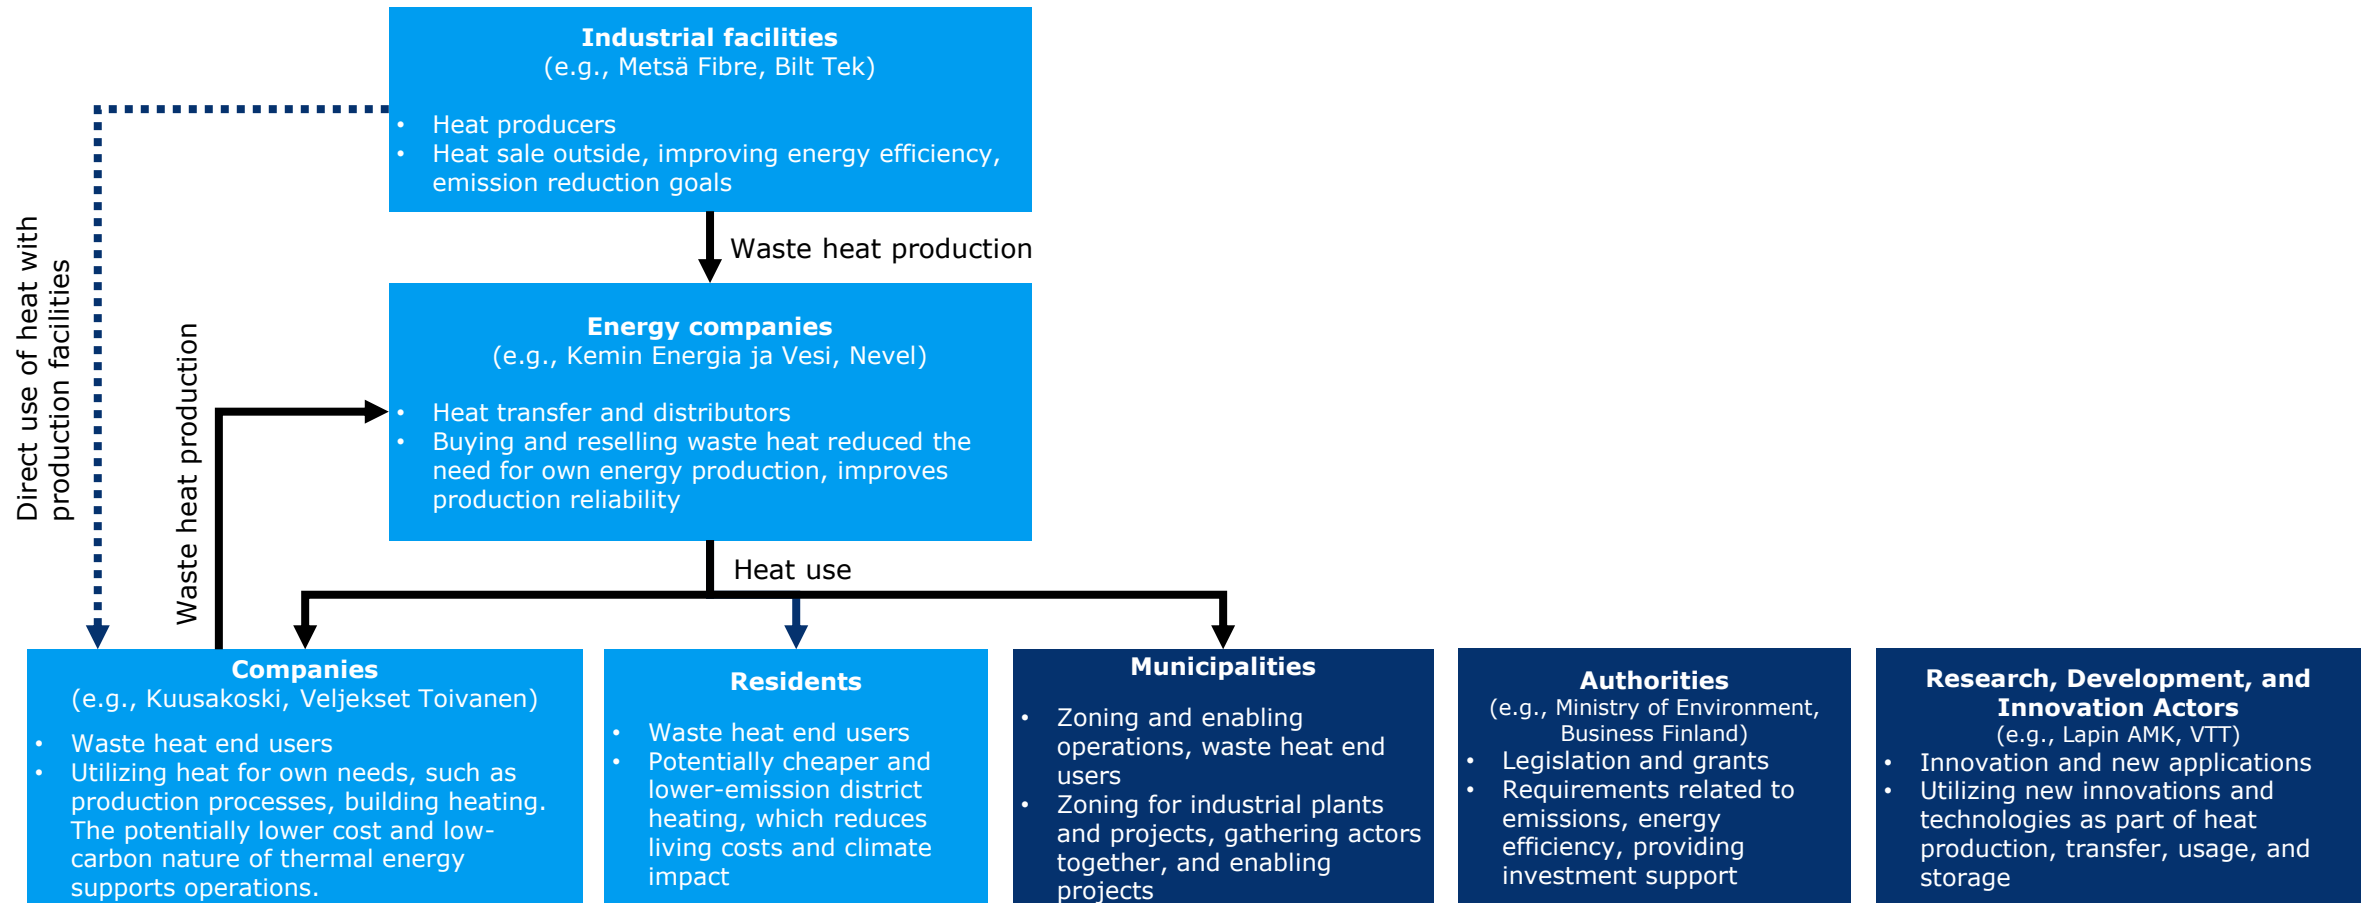 Industrial facilities
(e.g., Metsä Fibre, Bilt Tek)
• Heat producers
• Heat sale outside, improving energy efficiency,
emission reduction goals
Direct use of heat with
production facilities
Waste heat production
Waste heat production
Energy companies
(e.g., Kemin Energia ja Vesi, Nevel)
• Heat transfer and distributors
• Buying and reselling waste heat reduced the
need for own energy production, improves
production reliability
Heat use
Companies
(e.g., Kuusakoski, Veljekset Toivanen)
• Waste heat end users
• Utilizing heat for own needs, such as
production processes, building heating.
The potentially lower cost and low-
carbon nature of thermal energy
supports operations.
Residents
• Waste heat end users
• Potentially cheaper and
lower-emission district
heating, which reduces
living costs and climate
impact
Municipalities
• Zoning and enabling
operations, waste heat end
users
• Zoning for industrial plants
and projects, gathering actors
together, and enabling
projects
Authorities
(e.g., Ministry of Environment,
Business Finland)
• Legislation and grants
• Requirements related to
emissions, energy
efficiency, providing
investment support
Research, Development, and
Innovation Actors
(e.g., Lapin AMK, VTT)
• Innovation and new applications
• Utilizing new innovations and
technologies as part of heat
production, transfer, usage, and
storage